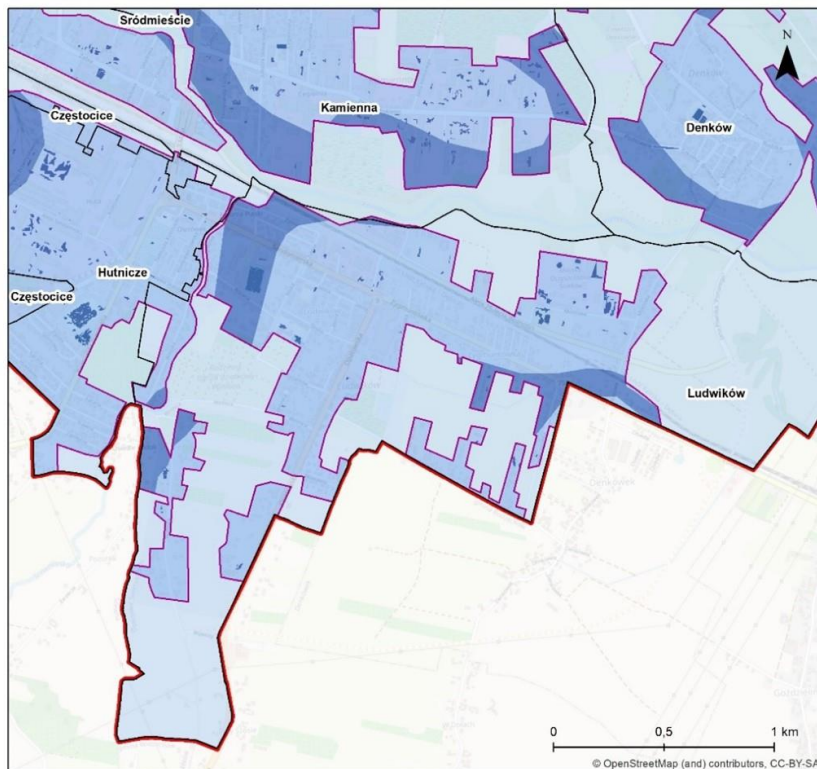 Śródmieście
N
Kamienna
Częstocice
Denków
Hutnicze
Częstocice
Ludwików
0 0,5 1 km
© OpenStreetMap (and) contributors, CC-BY-SA